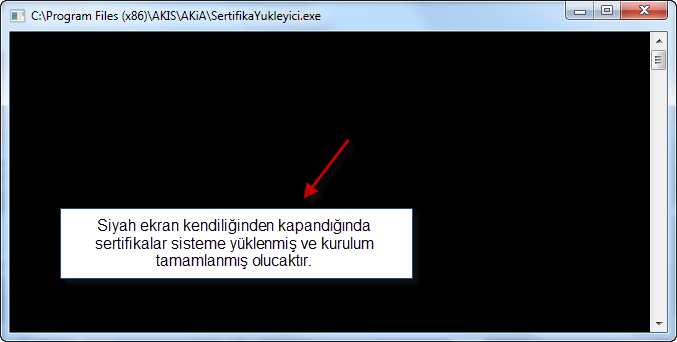 C:\Program Files (x86)\AKIS\AKiA\SertifikaYukleyici.exe
Siyah ekran kendiliğinden kapandığında
sertifikalar sisteme yüklenmiş ve kurulum
tamamlanmış olucaktır.